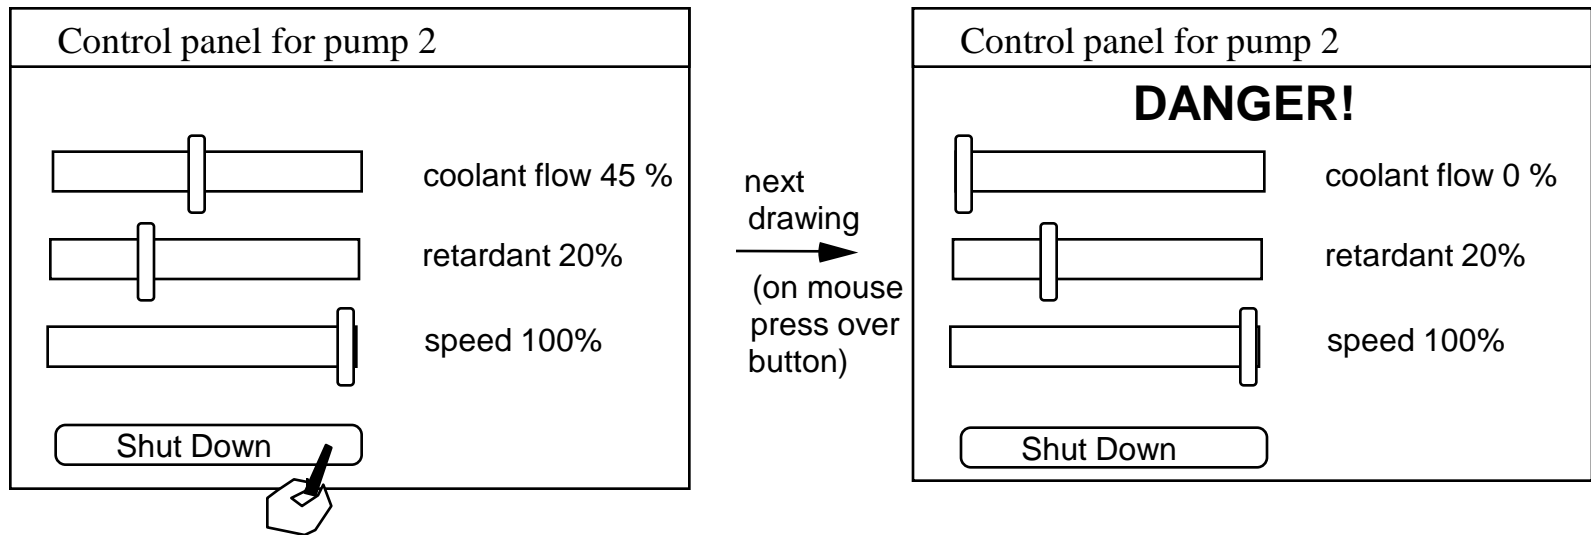 Control panel for pump 2
coolant flow 45 %
retardant 20%
speed 100%
Shut Down
next
drawing
(on mouse
press over
button)
Control panel for pump 2
DANGER!
coolant flow 0 %
retardant 20%
speed 100%
Shut Down